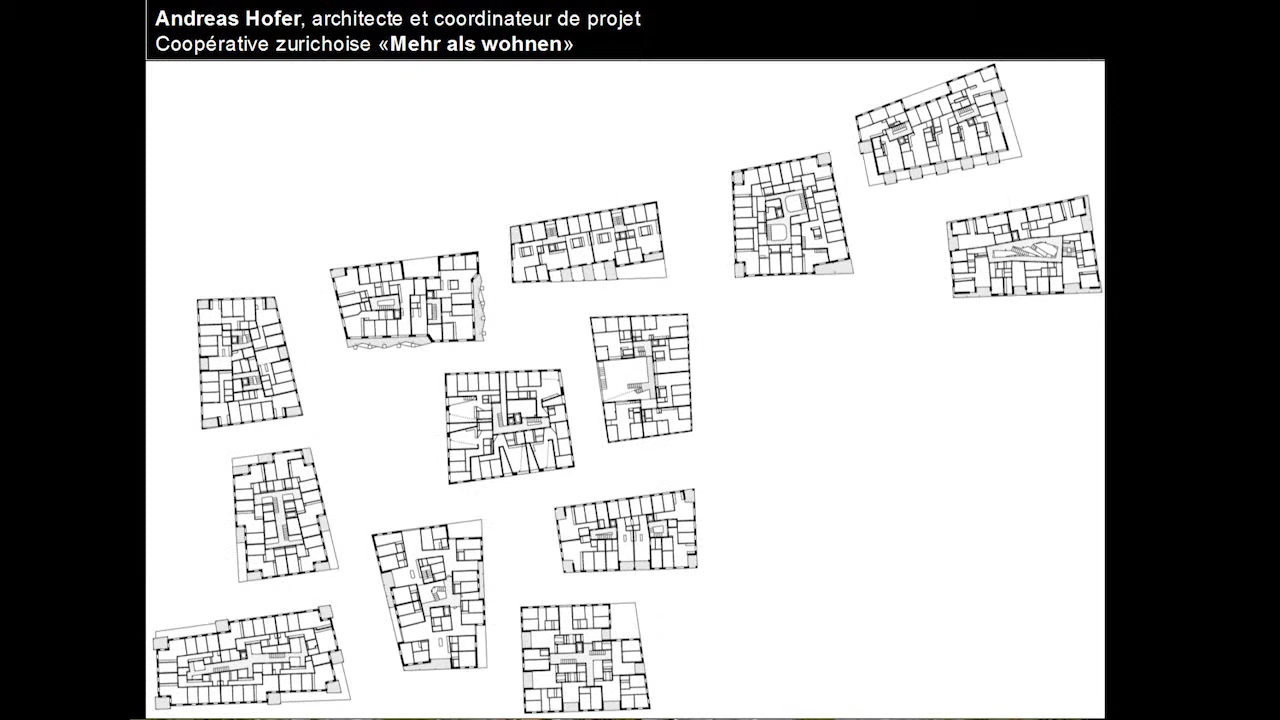 Andreas Hofer, architecte et coordinateur de projet
Coopérative zurichoise «Mehr als wohnen»